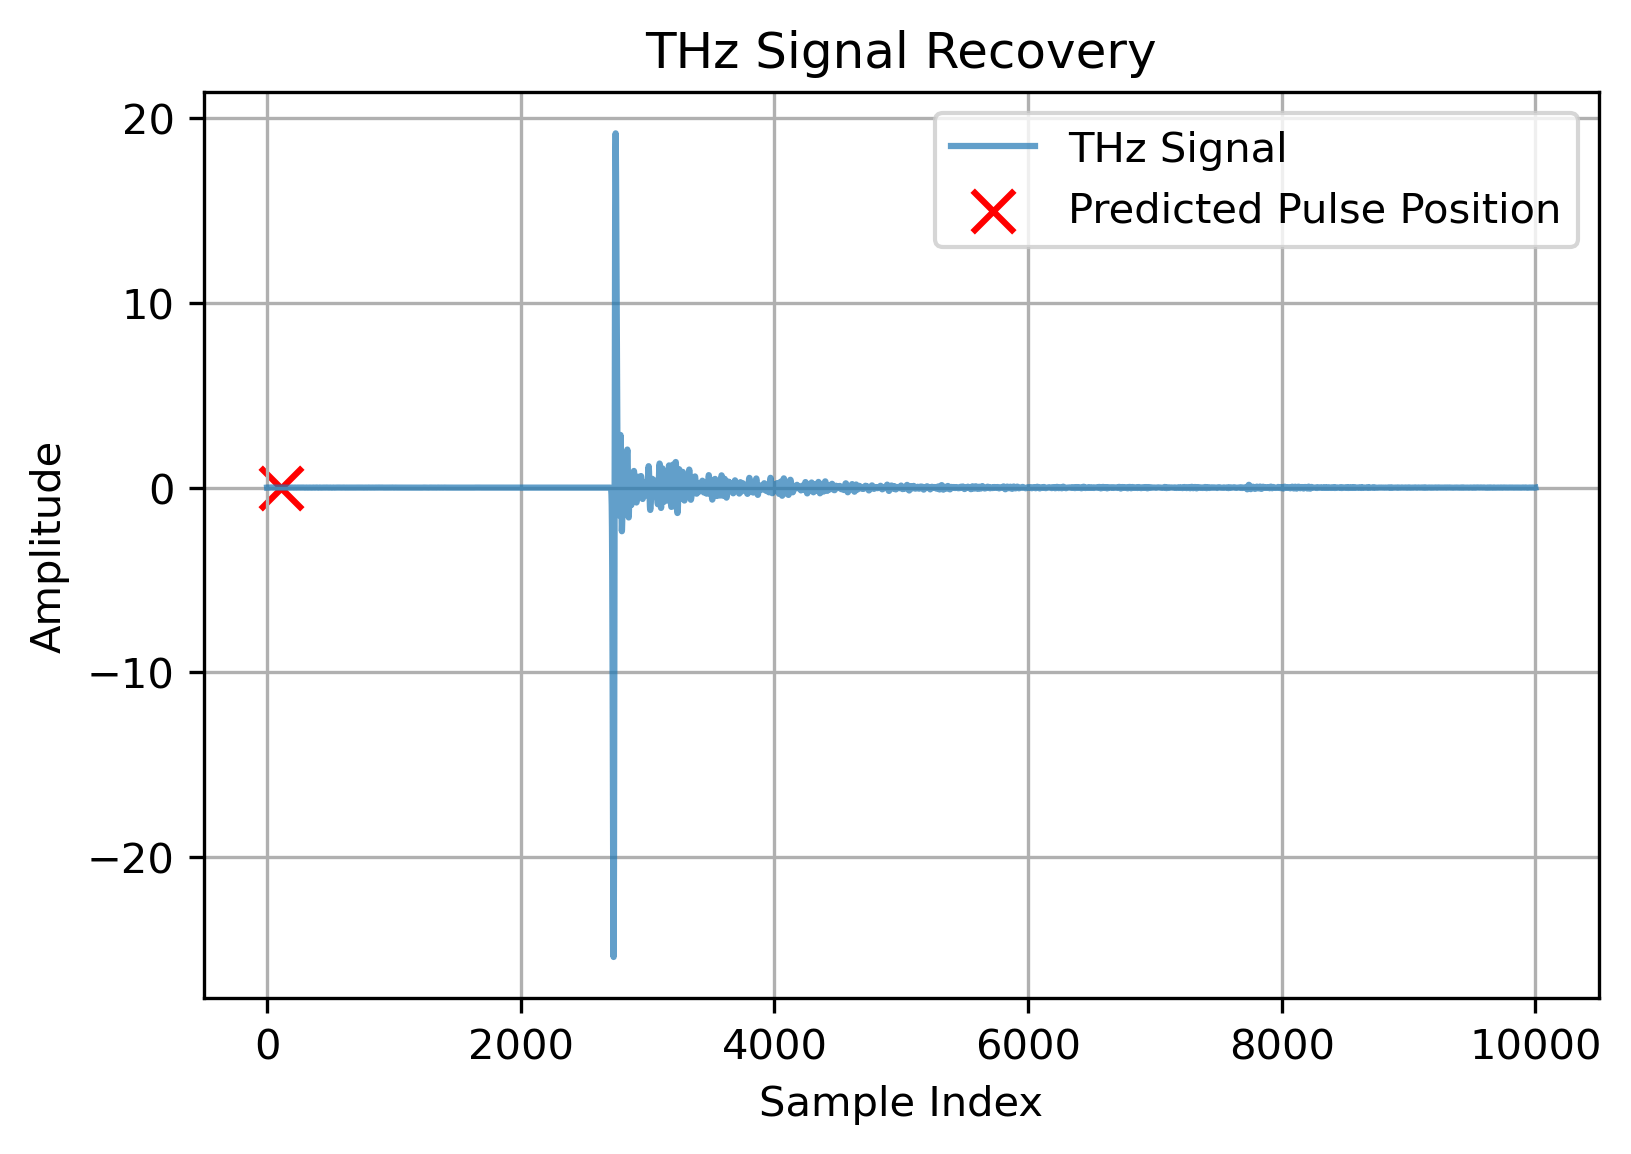 THz Signal Recovery
20
10
0
−10
−20
Amplitude
THz Signal
Predicted Pulse Position
0 2000 4000 6000 8000 10000
Sample Index